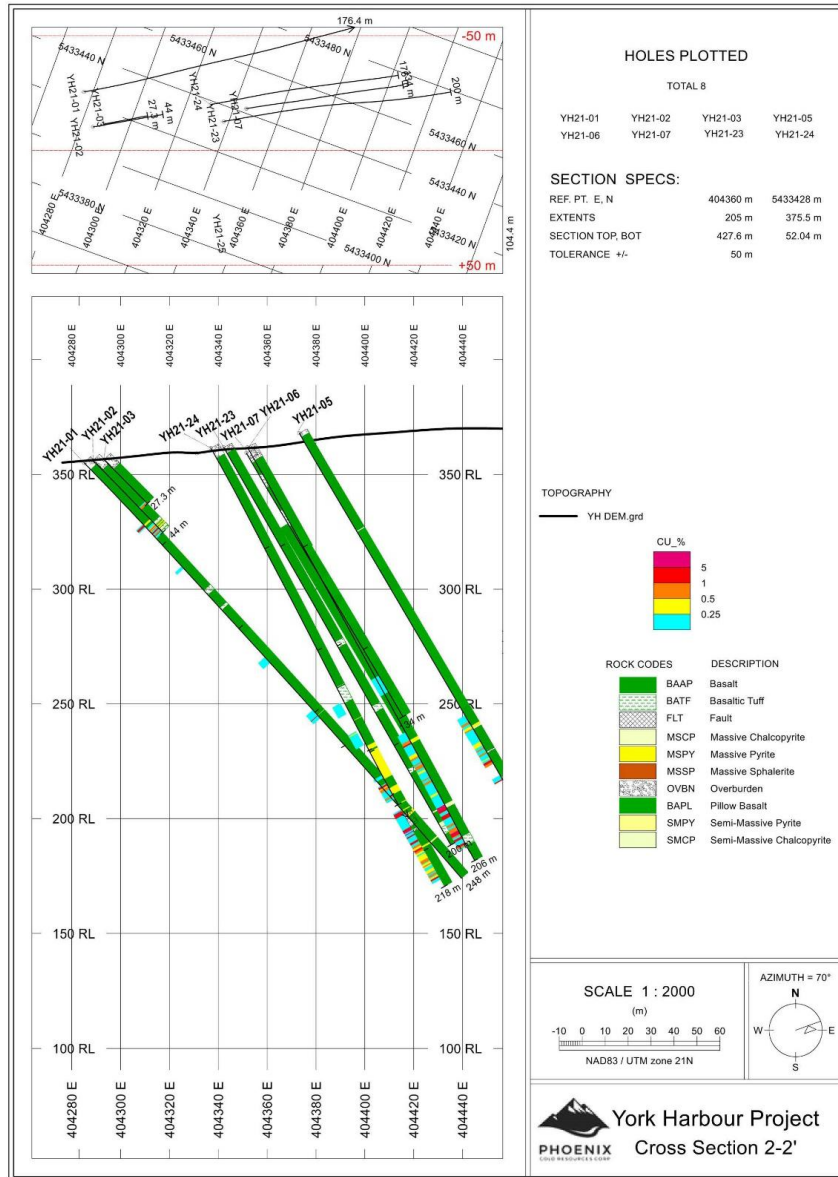 176.4 m
-50 m
5433440 N
5433460 N
5433480 N
YH21-01
YH21-03
YH21-02
27.3 m
44 m
YH21-24
YH21-23
YH21-07
200 m
5433460 N
5433440 N
5433420 N
5433400 N
5433380 N
404280 E
404300 E
404320 E
404340 E
YH21-25
404360 E
404380 E
404400 E
404420 E
404440 E
104.4 m
+50 m
HOLES PLOTTED
TOTAL 8
YH21-01 YH21-02 YH21-03 YH21-05
YH21-06 YH21-07 YH21-23 YH21-24
SECTION SPECS:
REF. PT. E, N 404360 m 5433428 m
EXTENTS 205 m 375.5 m
SECTION TOP, BOT 427.6 m 52.04 m
TOLERANCE +/- 50 m
404280 E
404300 E
404320 E
404340 E
404360 E
404380 E
404400 E
404420 E
404440 E
YH21-01
YH21-02
YH21-03
YH21-24
YH21-23
YH21-07
YH21-06
YH21-05
350 RL
350 RL
27.3 m
44 m
300 RL
300 RL
250 RL
250 RL
200 RL
200 RL
206 m
248 m
218 m
150 RL
150 RL
100 RL
100 RL
404280 E
404300 E
404320 E
404340 E
404360 E
404380 E
404400 E
404420 E
404440 E
TOPOGRAPHY
YH DEM.grd
CU_%
5
1
0.5
0.25
ROCK CODES DESCRIPTION
BAAP Basalt
BATF Basaltic Tuff
FLT Fault
MSCP Massive Chalcopyrite
MSPY Massive Pyrite
MSSP Massive Sphalerite
OVBN Overburden
BAPL Pillow Basalt
SMPY Semi-Massive Pyrite
SMCP Semi-Massive Chalcopyrite
SCALE 1 : 2000
(m)
-10 0 10 20 30 40 50 60
NAD83 / UTM zone 21N
AZIMUTH = 70°
N
W
E
S
PHOENIX
GOLD RESOURCES CORP
York Harbour Project
Cross Section 2-2'